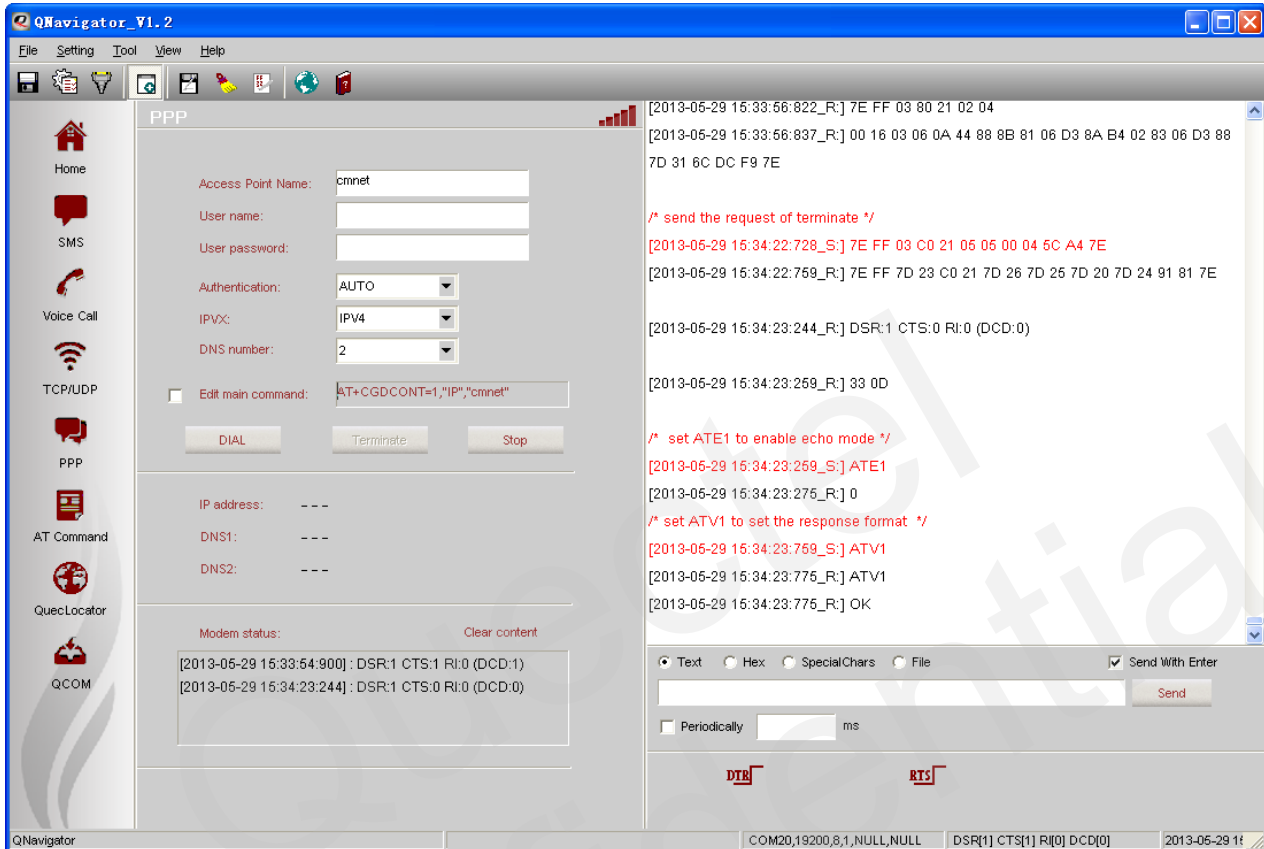 QNavigator_V1.2
File Setting Tool View Help
Home
SMS
Voice Call
TCP/UDP
PPP
AT Command
QuecLocator
QCOM
PPP
Access Point Name: cmnet
User name:
User password:
Authentication: AUTO
IPVX: IPV4
DNS number: 2
Edit main command: AT+CGDCONT=1,"IP","cmnet"
DIAL Terminate Stop
IP address: ---
DNS1: ---
DNS2: ---
Modem status: Clear content
[2013-05-29 15:33:54:900] : DSR:1 CTS:1 RI:0 (DCD:1)
[2013-05-29 15:34:23:244] : DSR:1 CTS:0 RI:0 (DCD:0)
[2013-05-29 15:33:56:822_R:] 7E FF 03 80 21 02 04
[2013-05-29 15:33:56:837_R:] 00 16 03 06 0A 44 88 8B 81 06 D3 8A B4 02 83 06 D3 88
7D 31 6C DC F9 7E
/* send the request of terminate */
[2013-05-29 15:34:22:728_S:] 7E FF 03 C0 21 05 05 00 04 5C A4 7E
[2013-05-29 15:34:22:759_R:] 7E FF 7D 23 C0 21 7D 26 7D 25 7D 20 7D 24 91 81 7E
[2013-05-29 15:34:23:244_R:] DSR:1 CTS:0 RI:0 (DCD:0)
[2013-05-29 15:34:23:259_R:] 33 0D
/* set ATE1 to enable echo mode */
[2013-05-29 15:34:23:259_S:] ATE1
[2013-05-29 15:34:23:275_R:] 0
/* set ATV1 to set the response format */
[2013-05-29 15:34:23:759_S:] ATV1
[2013-05-29 15:34:23:775_R:] ATV1
[2013-05-29 15:34:23:775_R:] OK
Text Hex SpecialChars File Send With Enter
Send
Periodically ms
DTR RTS
QNavigator COM20,19200,8,1,NULL,NULL DSR[1] CTS[1] RI[0] DCD[0] 2013-05-29
Quectel